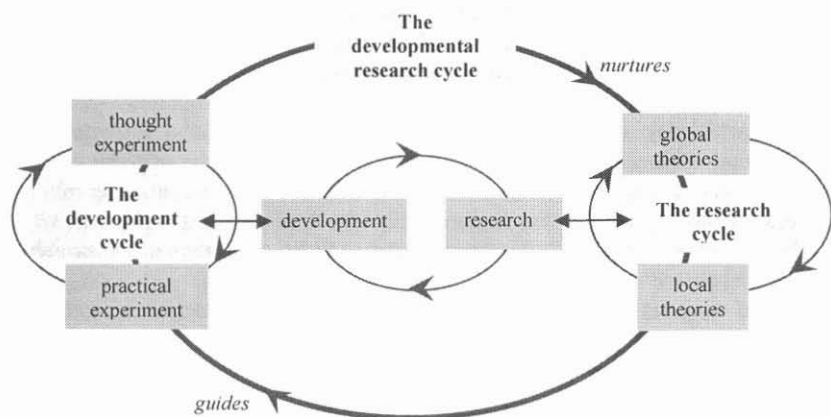 The
developmental
research cycle
nurtures
thought
experiment
global
theories
The
development
cycle
development
research
The research
cycle
practical
experiment
local
theories
guides